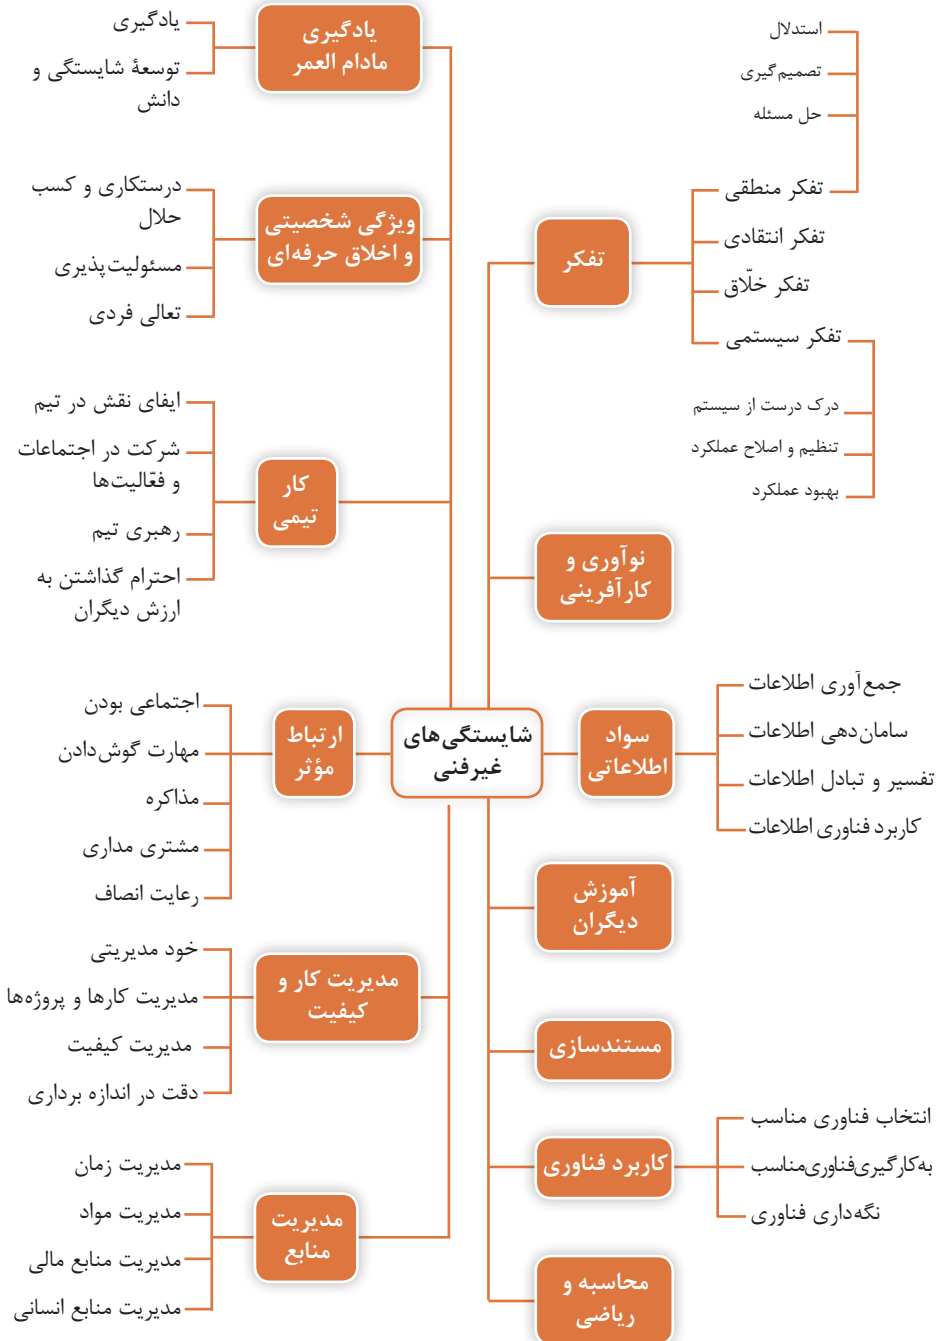 شایستگی‌های
غیرفنی
تفکر
تفکر منطقی
استدلال
تصمیم‌گیری
حل مسئله
تفکر انتقادی
تفکر خلّاق
تفکر سیستمی
درک درست از سیستم
تنظیم و اصلاح عملکرد
بهبود عملکرد
نوآوری و
کارآفرینی
سواد
اطلاعاتی
جمع‌آوری اطلاعات
سامان‌دهی اطلاعات
تفسیر و تبادل اطلاعات
کاربرد فناوری اطلاعات
آموزش
دیگران
مستندسازی
کاربرد فناوری
انتخاب فناوری مناسب
به‌کارگیری‌فناوری‌مناسب
نگه‌داری فناوری
محاسبه و
ریاضی
یادگیری
مادام العمر
یادگیری
توسعهٔ شایستگی و
دانش
ویژگی شخصیتی
و اخلاق حرفه‌ای
درستکاری و کسب
حلال
مسئولیت‌پذیری
تعالی فردی
کار
تیمی
ایفای نقش در تیم
شرکت در اجتماعات
و فعّالیت‌ها
رهبری تیم
احترام گذاشتن به
ارزش دیگران
ارتباط
مؤثر
اجتماعی بودن
مهارت گوش‌دادن
مذاکره
مشتری مداری
رعایت انصاف
مدیریت کار و
کیفیت
خود مدیریتی
مدیریت کارها و پروژه‌ها
مدیریت کیفیت
دقت در اندازه برداری
مدیریت
منابع
مدیریت زمان
مدیریت مواد
مدیریت منابع مالی
مدیریت منابع انسانی